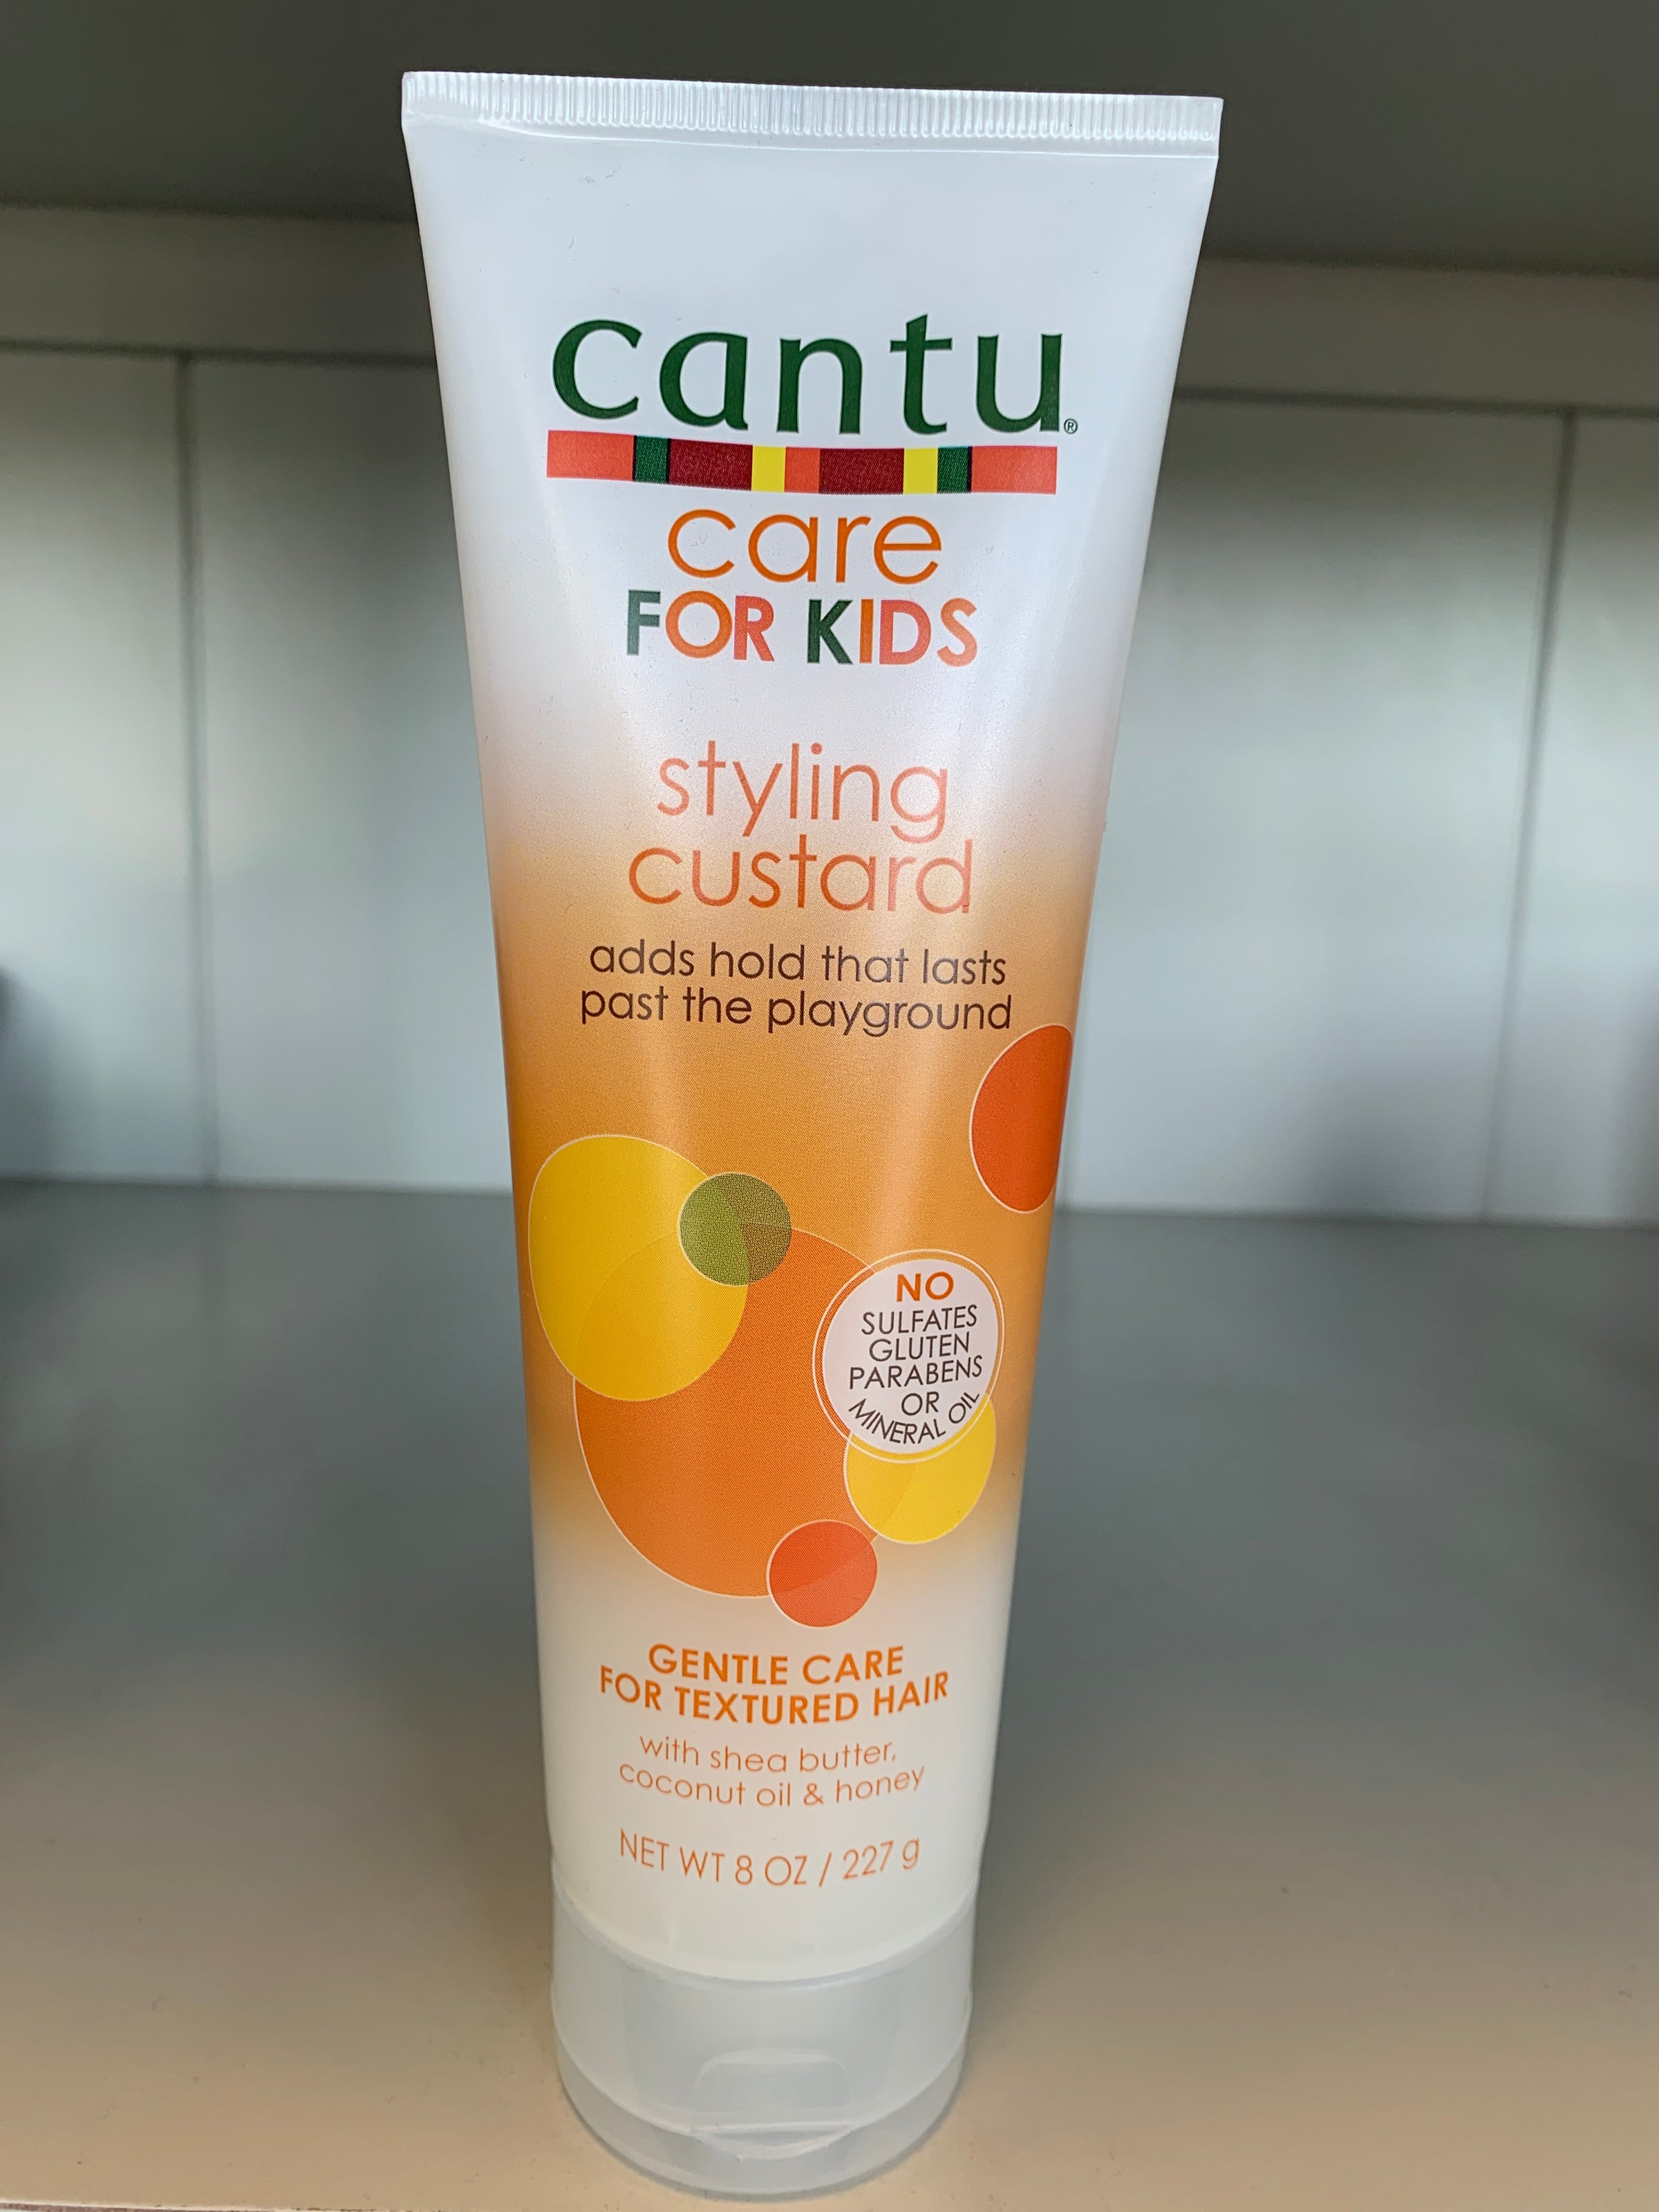 cantu®
care
FOR KIDS
styling
custard
adds hold that lasts
past the playground
NO
SULFATES
GLUTEN
PARABENS
OR
MINERAL OIL
GENTLE CARE
FOR TEXTURED HAIR
with shea butter,
coconut oil & honey
NET WT 8 OZ / 227 g